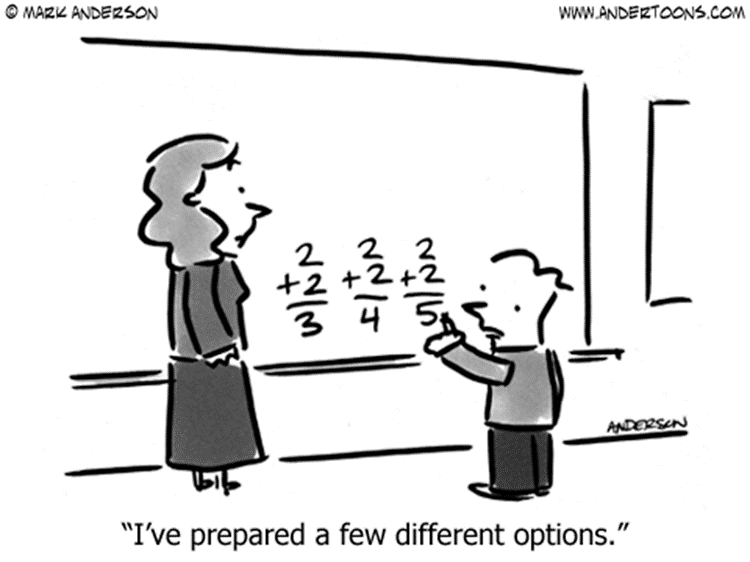 © MARK ANDERSON
WWW.ANDERTOONS.COM
2 2 2
+2 +2 +2
3 4 5
ANDERSON
"I've prepared a few different options."